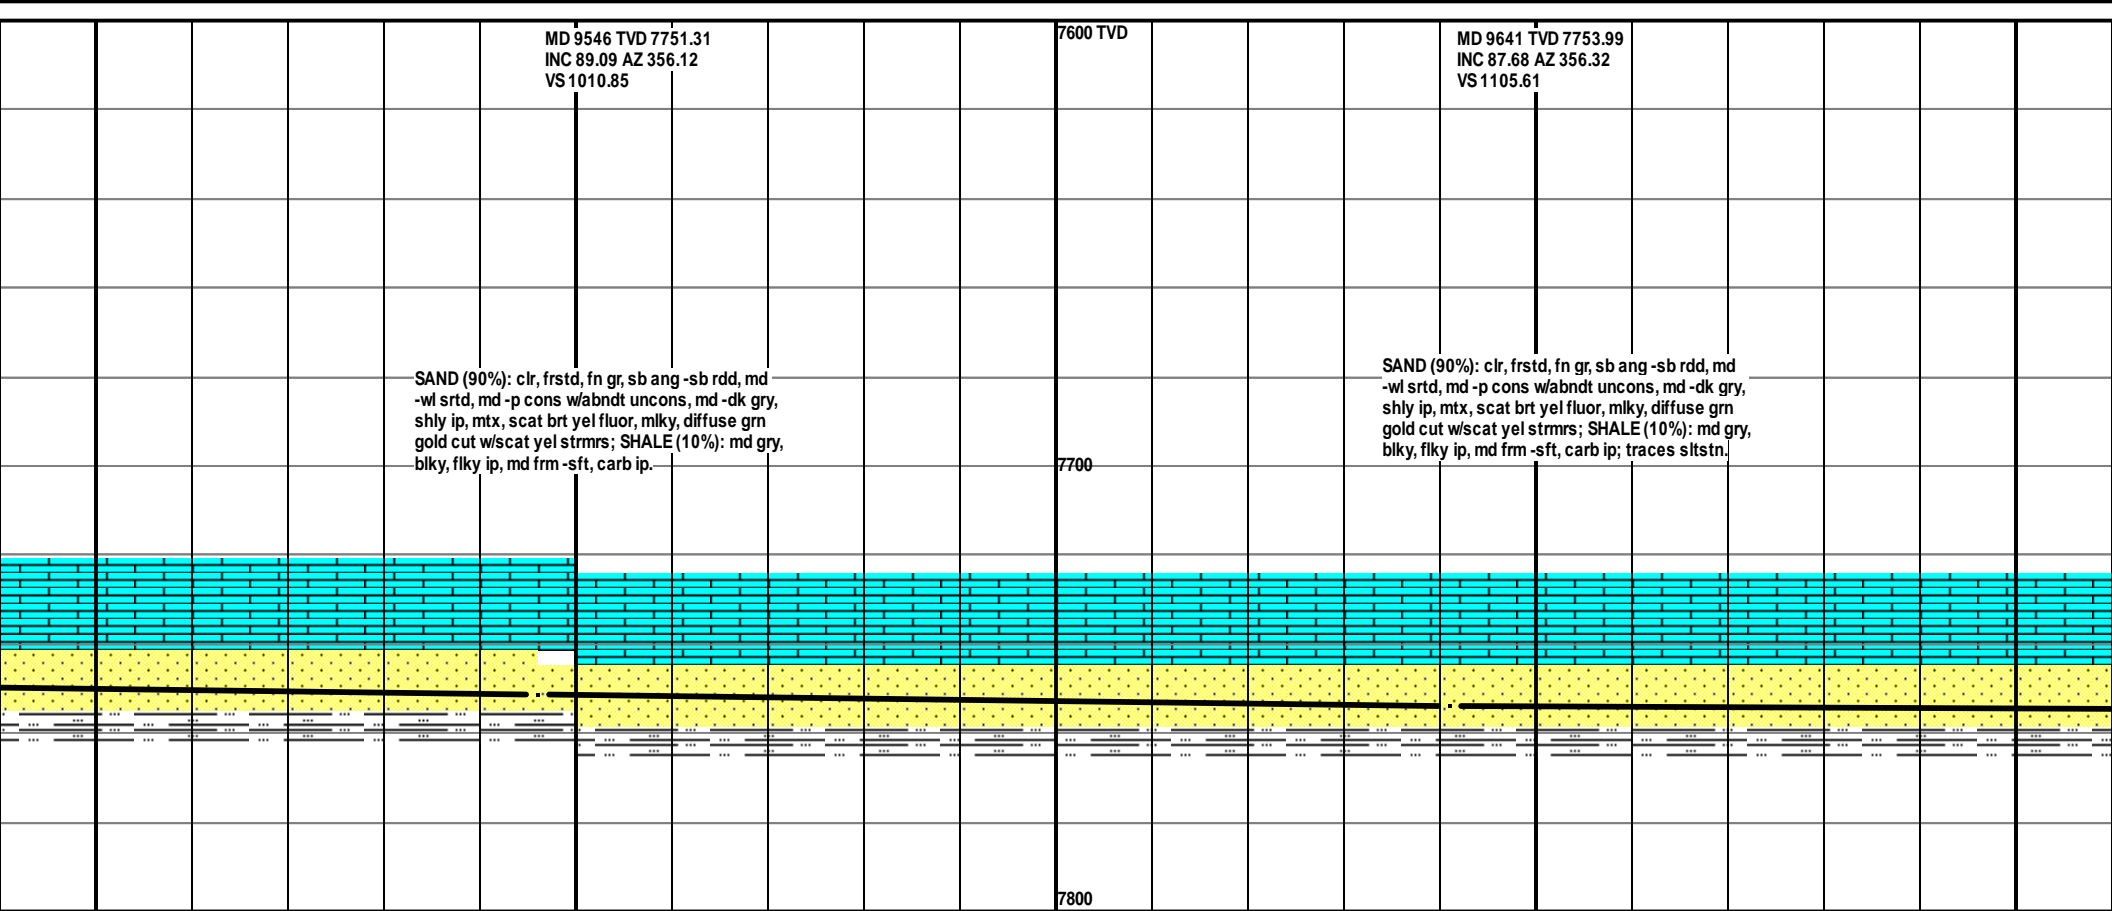 MD 9546 TVD 7751.31
INC 89.09 AZ 356.12
VS 1010.85
7600 TVD
MD 9641 TVD 7753.99
INC 87.68 AZ 356.32
VS 1105.61
SAND (90%): clr, frstd, fn gr, sb ang -sb rdd, md
-wl srtd, md -p cons w/abndt uncons, md -dk gry,
shly ip, mtx, scat brt yel fluor, mlky, diffuse grn
gold cut w/scat yel strmrs; SHALE (10%): md gry,
blky, flky ip, md frm -sft, carb ip.
SAND (90%): clr, frstd, fn gr, sb ang -sb rdd, md
-wl srtd, md -p cons w/abndt uncons, md -dk gry,
shly ip, mtx, scat brt yel fluor, mlky, diffuse grn
gold cut w/scat yel strmrs; SHALE (10%): md gry,
blky, flky ip, md frm -sft, carb ip; traces sltstn.
7700
7800